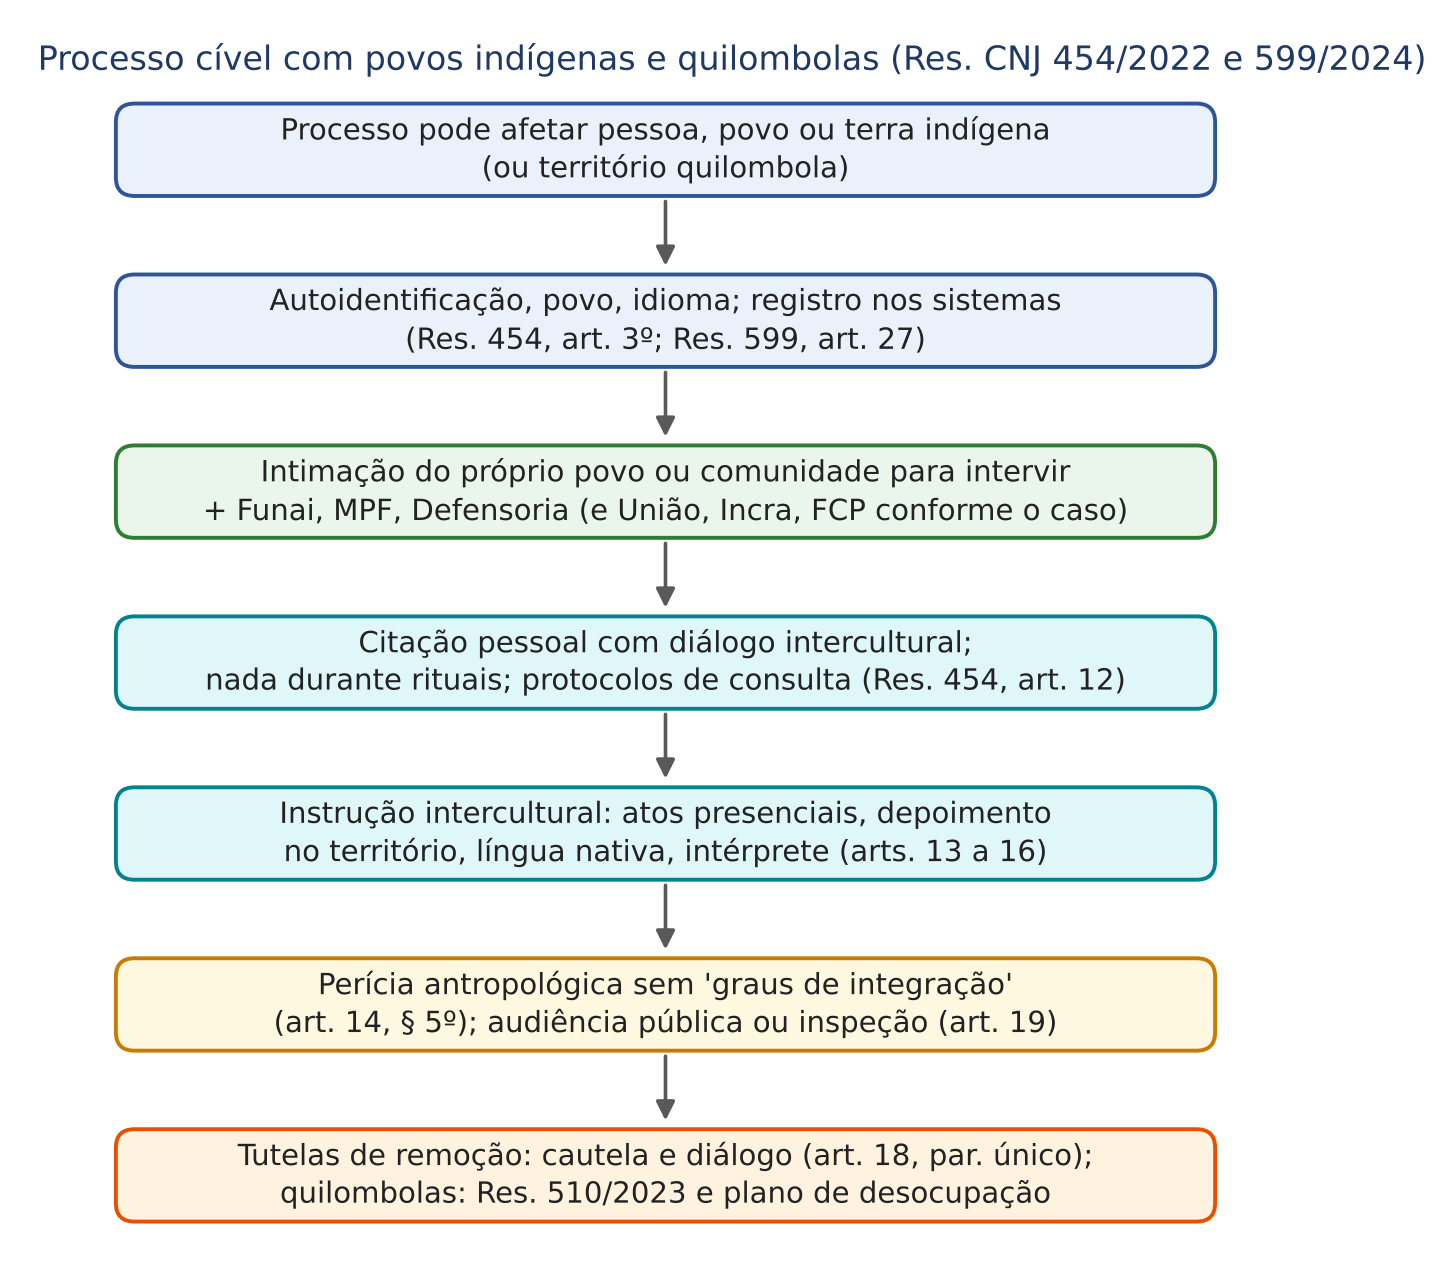 Processo cível com povos indígenas e quilombolas (Res. CNJ 454/2022 e 599/2024)
Processo pode afetar pessoa, povo ou terra indígena
(ou território quilombola)
Autoidentificação, povo, idioma; registro nos sistemas
(Res. 454, art. 3º; Res. 599, art. 27)
Intimação do próprio povo ou comunidade para intervir
+ Funai, MPF, Defensoria (e União, Incra, FCP conforme o caso)
Citação pessoal com diálogo intercultural;
nada durante rituais; protocolos de consulta (Res. 454, art. 12)
Instrução intercultural: atos presenciais, depoimento
no território, língua nativa, intérprete (arts. 13 a 16)
Perícia antropológica sem 'graus de integração'
(art. 14, § 5º); audiência pública ou inspeção (art. 19)
Tutelas de remoção: cautela e diálogo (art. 18, par. único);
quilombolas: Res. 510/2023 e plano de desocupação